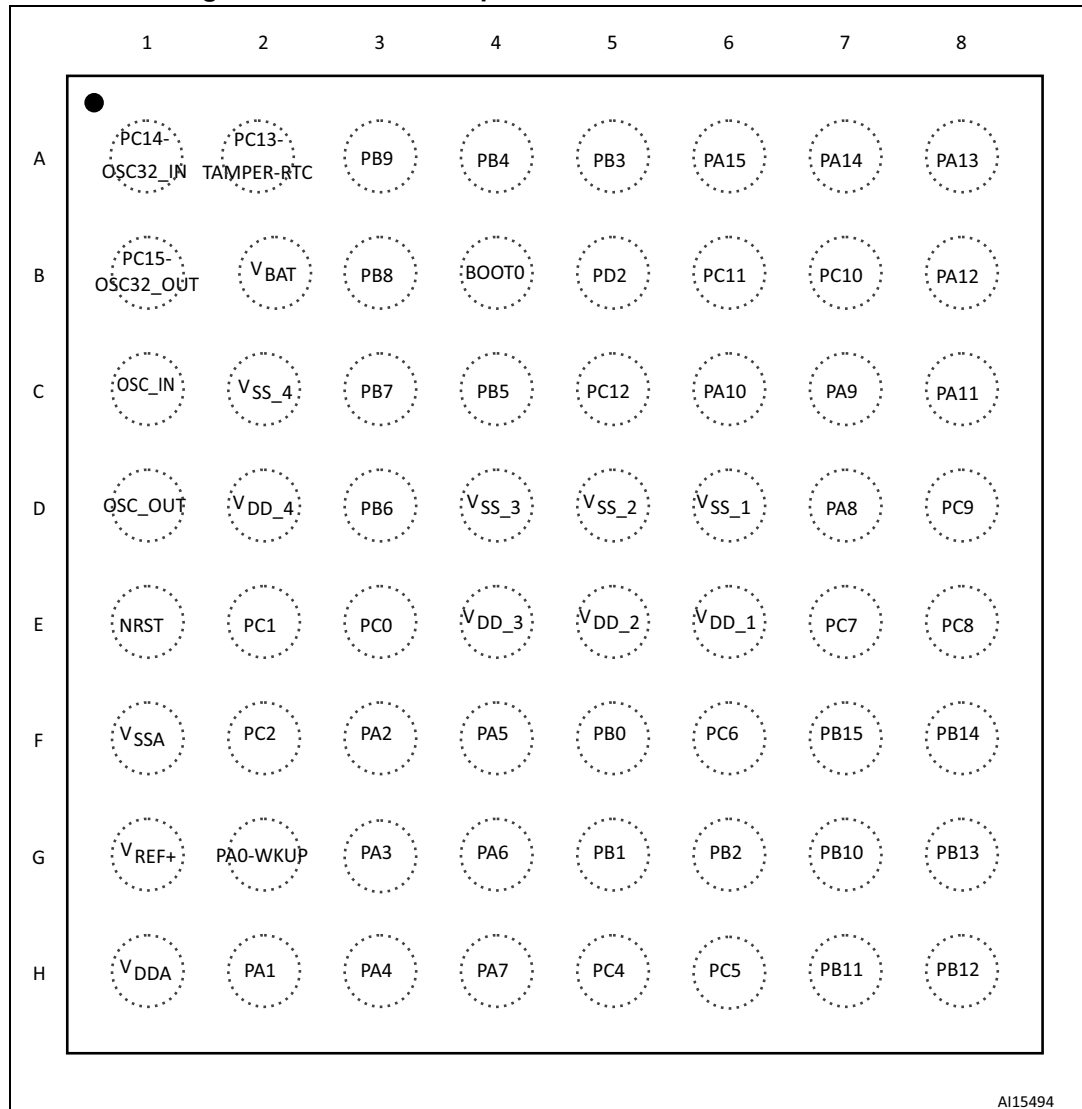 1 2 3 4 5 6 7 8
A PC14-OSC32_IN PC13-TAMPER-RTC PB9 PB4 PB3 PA15 PA14 PA13
B PC15-OSC32_OUT VBAT PB8 BOOT0 PD2 PC11 PC10 PA12
C OSC_IN VSS_4 PB7 PB5 PC12 PA10 PA9 PA11
D OSC_OUT VDD_4 PB6 VSS_3 VSS_2 VSS_1 PA8 PC9
E NRST PC1 PC0 VDD_3 VDD_2 VDD_1 PC7 PC8
F VSSA PC2 PA2 PA5 PB0 PC6 PB15 PB14
G VREF+ PA0-WKUP PA3 PA6 PB1 PB2 PB10 PB13
H VDDA PA1 PA4 PA7 PC4 PC5 PB11 PB12
AI15494